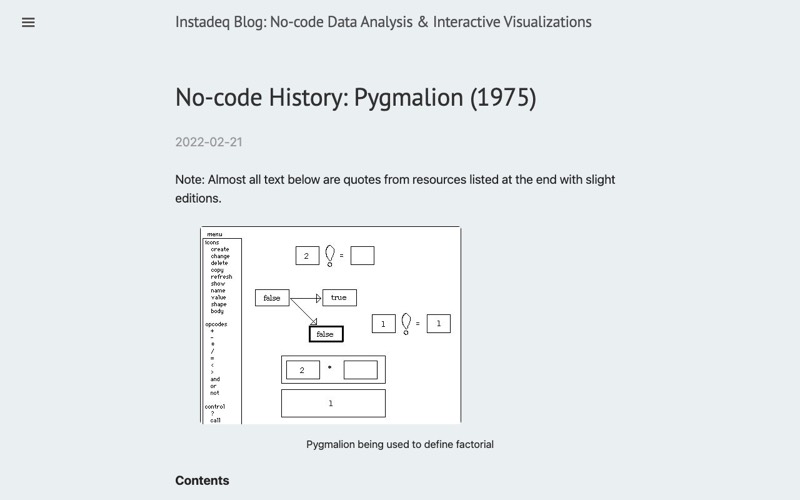 Instadeq Blog: No-code Data Analysis & Interactive Visualizations
No-code History: Pygmalion (1975)
2022-02-21
Note: Almost all text below are quotes from resources listed at the end with slight
editions.
menu
icons
create
change
delete
copy
refresh
show
name
value
shape
body
opcodes
+
-
*
/
=
<
>
and
or
not
control
?
call
2 ! =
false true
false
1 ! = 1
2 *
1
Pygmalion being used to define factorial
Contents